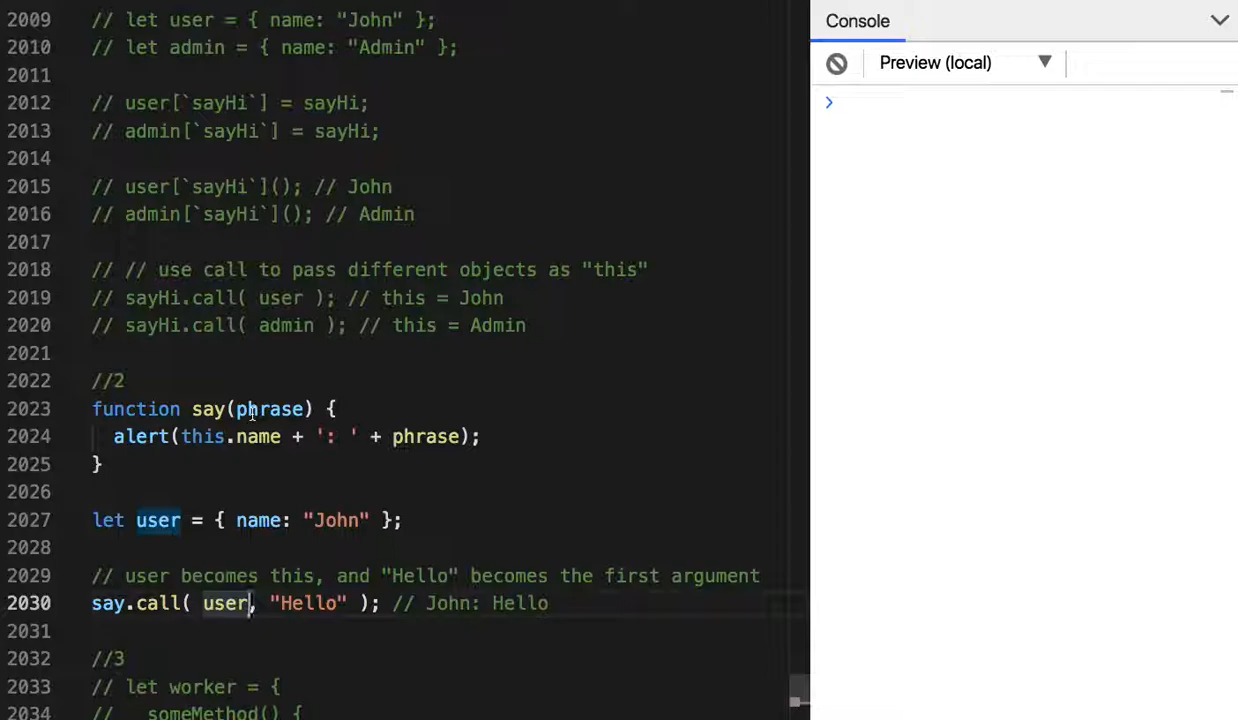 2009 // let user = { name: "John" };
2010 // let admin = { name: "Admin" };
2011
2012 // user[`sayHi`] = sayHi;
2013 // admin[`sayHi`] = sayHi;
2014
2015 // user[`sayHi`](); // John
2016 // admin[`sayHi`](); // Admin
2017
2018 // // use call to pass different objects as "this"
2019 // sayHi.call( user ); // this = John
2020 // sayHi.call( admin ); // this = Admin
2021
2022 //2
2023 function say(phrase) {
2024 alert(this.name + ': ' + phrase);
2025 }
2026
2027 let user = { name: "John" };
2028
2029 // user becomes this, and "Hello" becomes the first argument
2030 say.call( user, "Hello" ); // John: Hello
2031
2032 //3
2033 // let worker = {
2034 // someMethod() {
Console
Preview (local)